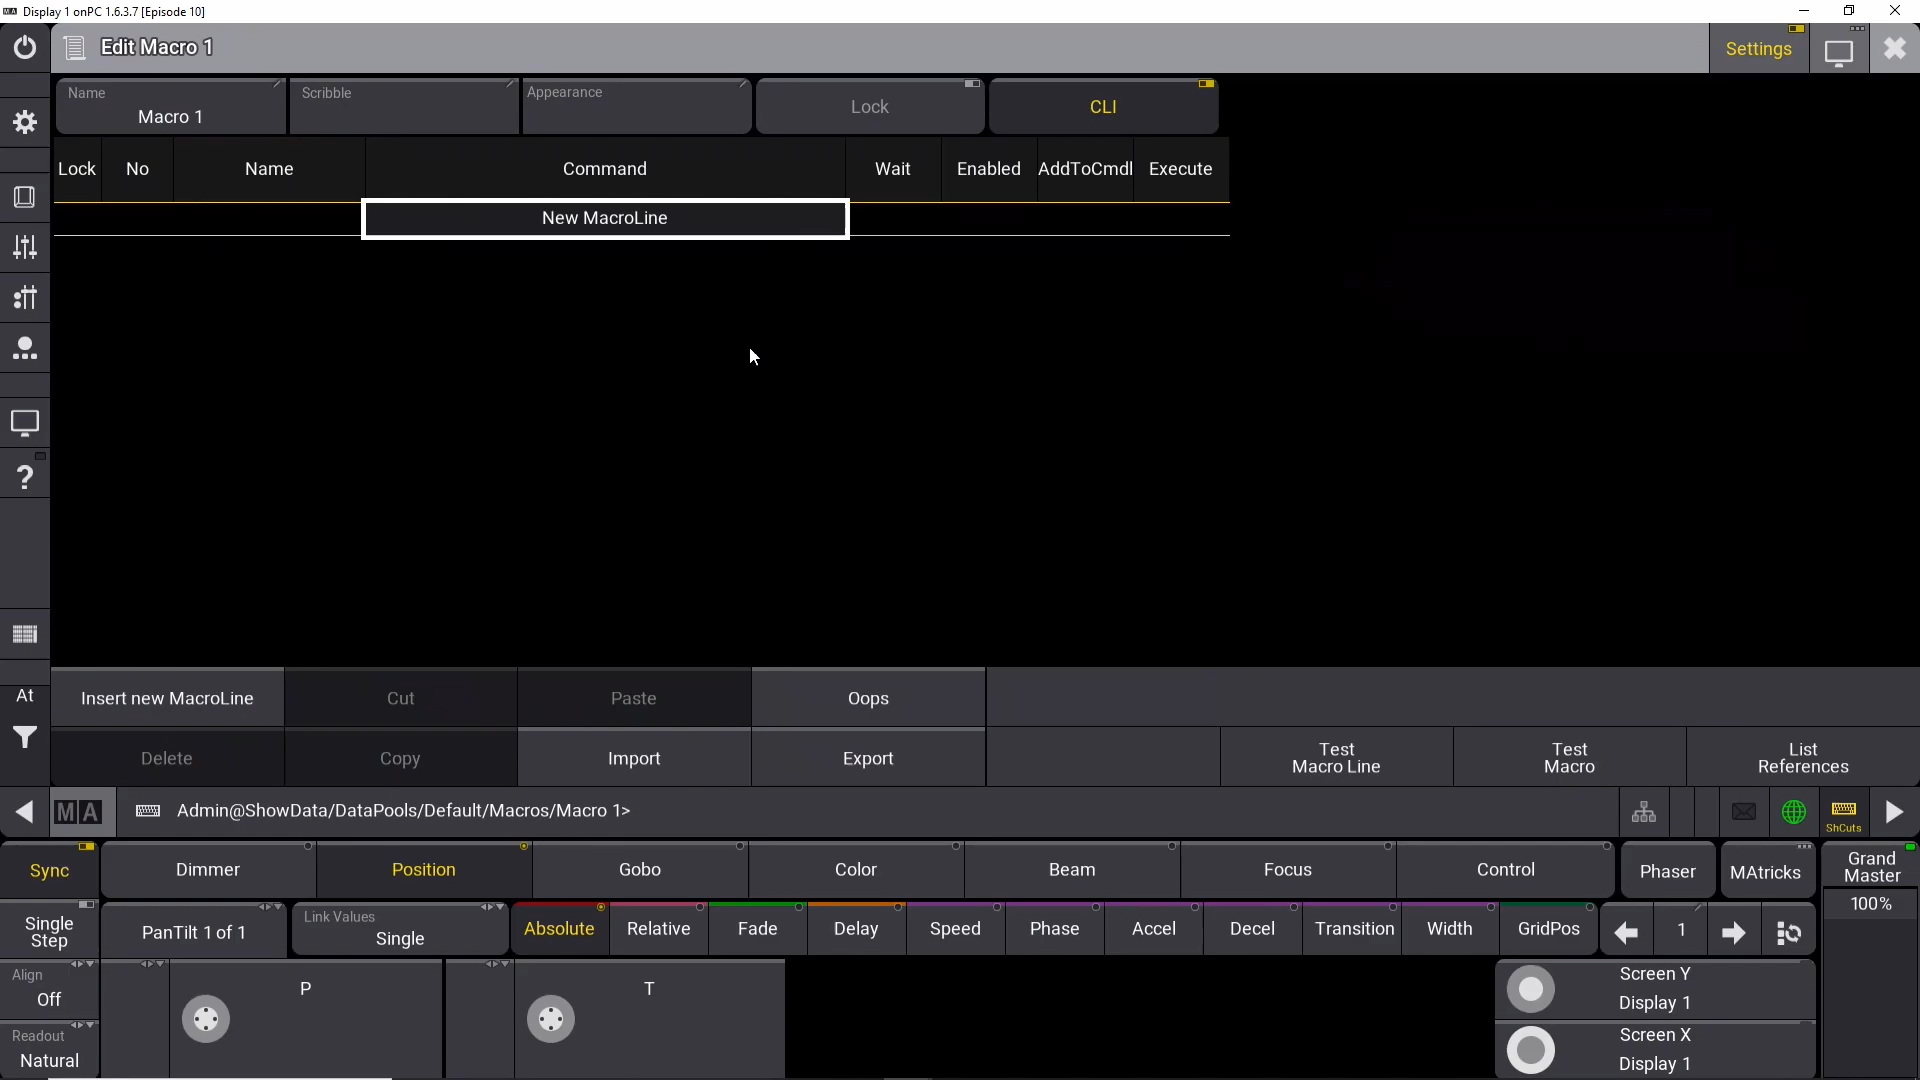 Display 1 onPC 1.6.3.7 [Episode 10]
Edit Macro 1
Settings
Name
Macro 1
Scribble
Appearance
Lock
CLI
Lock No Name Command Wait Enabled AddToCmdl Execute
New MacroLine
?
At
Insert new MacroLine Cut Paste Oops
Delete Copy Import Export
Test
Macro Line
Test
Macro
List
References
MA
Admin@ShowData/DataPools/Default/Macros/Macro 1>
ShCuts
Sync Dimmer Position Gobo Color Beam Focus Control Phaser MAtricks
Grand
Master
100%
Single
Step
PanTilt 1 of 1
Link Values
Single
Absolute Relative Fade Delay Speed Phase Accel Decel Transition Width GridPos 1
Align
Off
P
T
Screen Y
Display 1
Readout
Natural
Screen X
Display 1